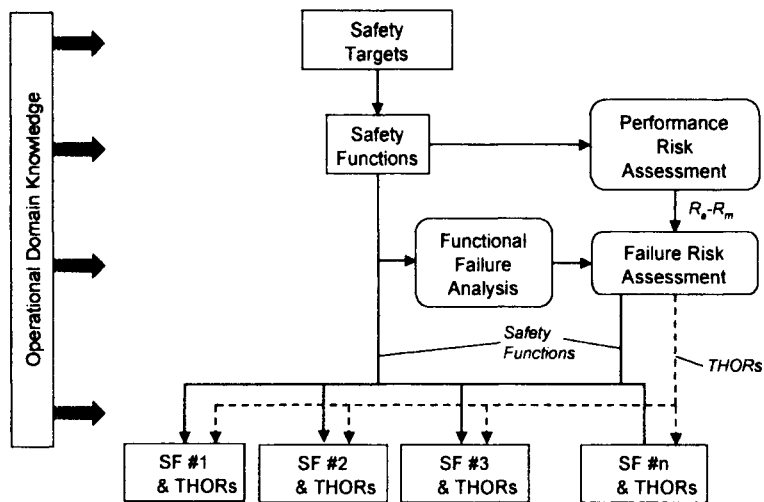 Operational Domain Knowledge
Safety
Targets
Safety
Functions
Performance
Risk
Assessment
Rₐ-Rₘ
Functional
Failure
Analysis
Failure Risk
Assessment
Safety
Functions
THORs
SF #1
& THORs
SF #2
& THORs
SF #3
& THORs
SF #n
& THORs